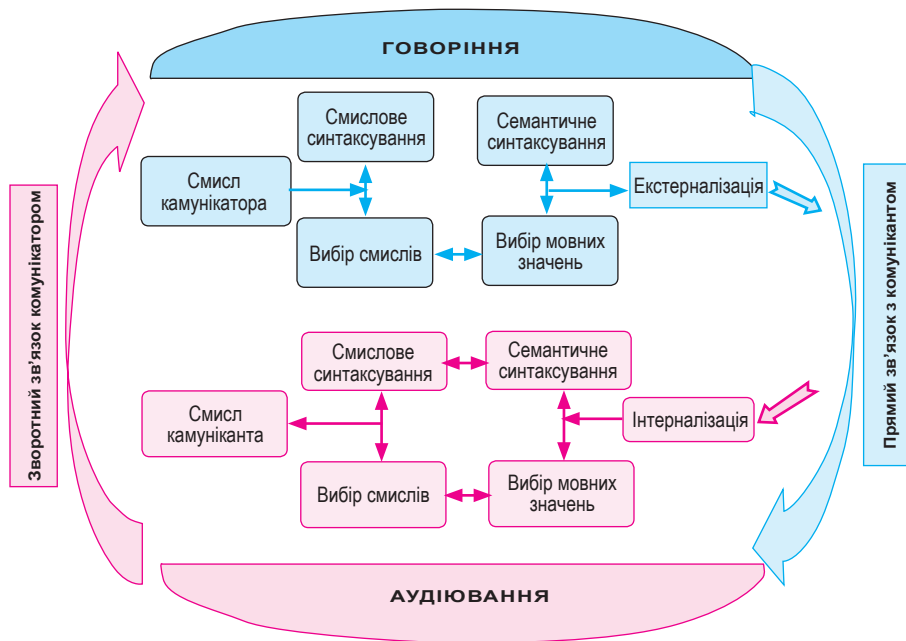 ГОВОРІННЯ
Смислове
синтаксування
Семантичне
синтаксування
Смисл
камунікатора
Екстерналізація
Вибір смислів
Вибір мовних
значень
Зворотний зв’язок комунікатором
Прямий зв’язок з комунікантом
Смислове
синтаксування
Семантичне
синтаксування
Смисл
камуніканта
Інтерналізація
Вибір смислів
Вибір мовних
значень
АУДІЮВАННЯ